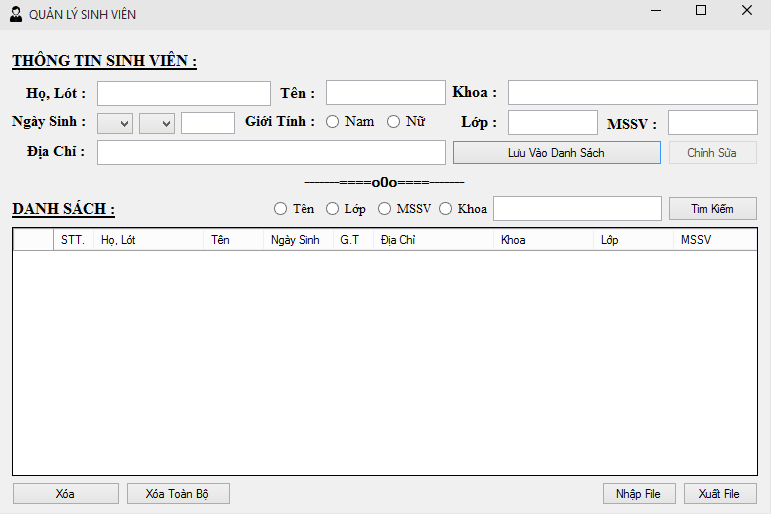 QUẢN LÝ SINH VIÊN
THÔNG TIN SINH VIÊN :
Họ, Lót : Tên : Khoa :
Ngày Sinh : Giới Tính : Nam Nữ Lớp : MSSV :
Địa Chỉ : Lưu Vào Danh Sách Chỉnh Sửa
-------====o0o====-------
DANH SÁCH : Tên Lớp MSSV Khoa Tìm Kiếm
STT. Họ, Lót Tên Ngày Sinh G.T Địa Chỉ Khoa Lớp MSSV
Xóa Xóa Toàn Bộ Nhập File Xuất File